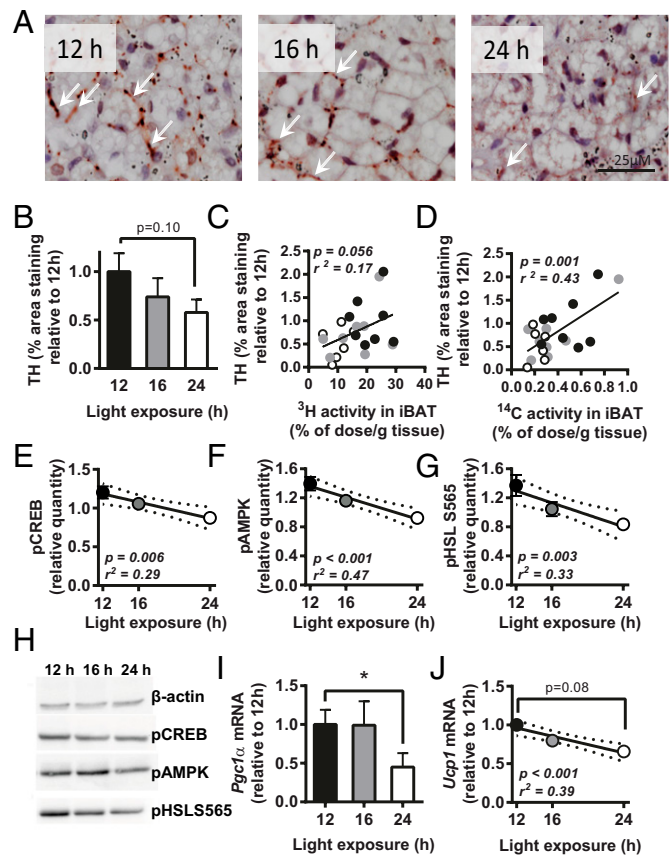 A
12 h
16 h
24 h
25µM
B
TH (% area staining
relative to 12h)
p=0.10
1.0
0.5
0.0
12 16 24
Light exposure (h)
C
TH (% area staining
relative to 12h)
p = 0.056
r² = 0.17
2.5
2.0
1.5
1.0
0.5
0.0
0 10 20 30 40
³H activity in iBAT
(% of dose/g tissue)
D
TH (% area staining
relative to 12h)
p = 0.001
r² = 0.43
2.5
2.0
1.5
1.0
0.5
0.0
0.0 0.2 0.4 0.6 0.8 1.0
¹⁴C activity in iBAT
(% of dose/g tissue)
E
pCREB
(relative quantity)
1.5
1.0
0.5
0.0
p = 0.006
r² = 0.29
12 16 24
Light exposure (h)
F
pAMPK
(relative quantity)
1.6
1.2
0.8
0.4
0.0
p < 0.001
r² = 0.47
12 16 24
Light exposure (h)
G
pHSL S565
(relative quantity)
1.6
1.2
0.8
0.4
0.0
p = 0.003
r² = 0.33
12 16 24
Light exposure (h)
H
12 h 16 h 24 h
β-actin
pCREB
pAMPK
pHSLS565
I
Pgc1α mRNA
(relative to 12h)
*
1.5
1.0
0.5
0.0
12 16 24
Light exposure (h)
J
Ucp1 mRNA
(relative to 12h)
p=0.08
1.5
1.0
0.5
0.0
p < 0.001
r² = 0.39
12 16 24
Light exposure (h)